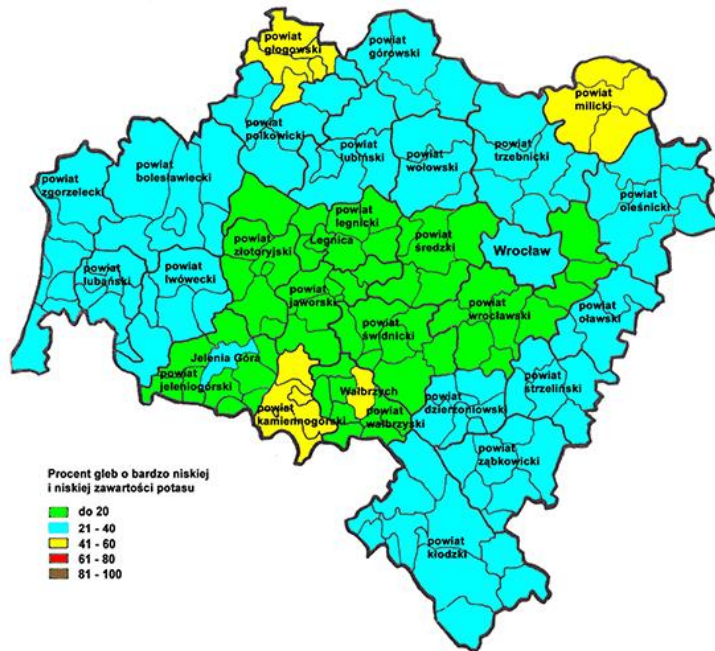 powiat
głogowski
powiat
górowski
powiat
milicki
powiat
polkowicki
powiat
lubiński
powiat
wołowski
powiat
trzebnicki
powiat
zgorzelecki
powiat
bolesławiecki
powiat
oleśnicki
powiat
legnicki
powiat
złotoryjski
Legnica
powiat
średzki
Wrocław
powiat
lubański
powiat
lwówecki
powiat
jaworski
powiat
wrocławski
powiat
oławski
powiat
świdnicki
Jelenia Góra
powiat
jeleniogórski
Wałbrzych
powiat
strzeliński
powiat
kamiennogórski
powiat
wałbrzyski
powiat
dzierżoniowski
powiat
ząbkowicki
powiat
kłodzki
Procent gleb o bardzo niskiej
i niskiej zawartości potasu
do 20
21 - 40
41 - 60
61 - 80
81 - 100